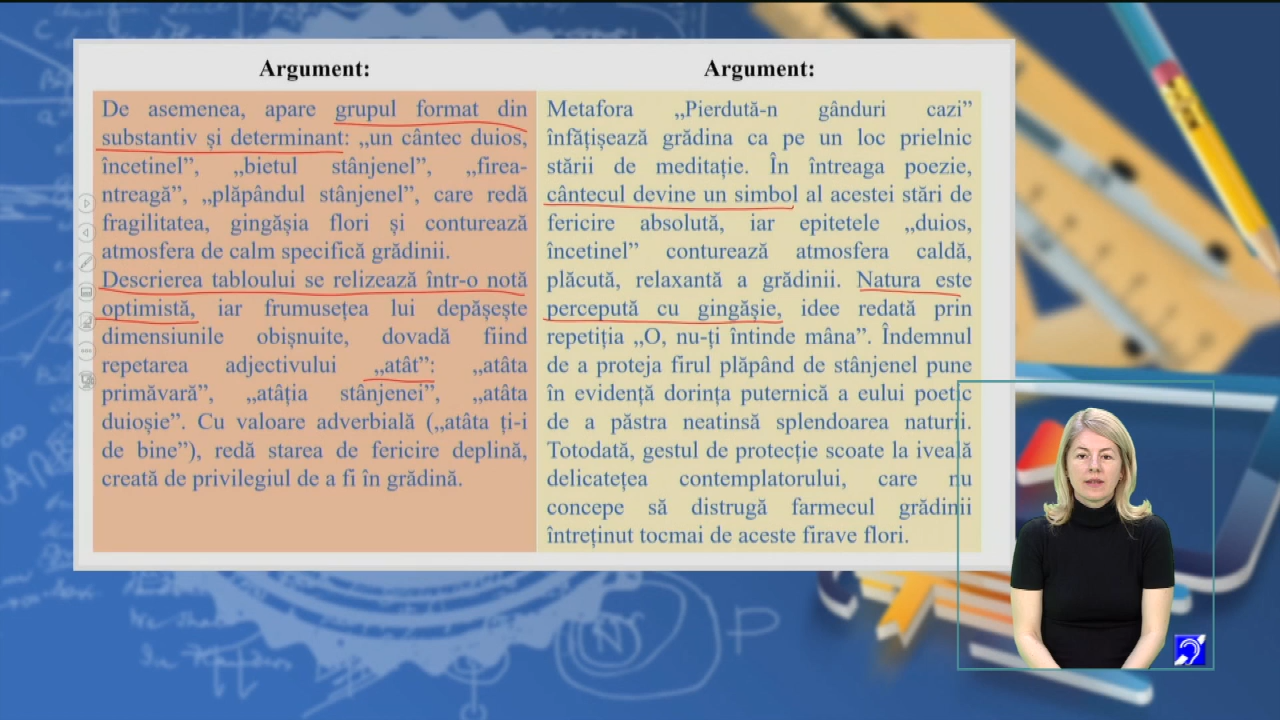 Argument:
De asemenea, apare grupul format din
substantiv și determinant: „un cântec duios,
încetinel”, „bietul stânjenel”, „firea-
ntreagă”, „plăpândul stânjenel”, care redă
fragilitatea, gingășia flori și conturează
atmosfera de calm specifică grădinii.
Descrierea tabloului se relizează într-o notă
optimistă, iar frumusețea lui depășește
dimensiunile obișnuite, dovadă fiind
repetarea adjectivului „atât”: „atâta
primăvară”, „atâția stânjenei”, „atâta
duioșie”. Cu valoare adverbială („atâta ți-i
de bine”), redă starea de fericire deplină,
creată de privilegiul de a fi în grădină.
Argument:
Metafora „Pierdută-n gânduri cazi”
înfățișează grădina ca pe un loc prielnic
stării de meditație. În întreaga poezie,
cântecul devine un simbol al acestei stări de
fericire absolută, iar epitetele „duios,
încetinel” conturează atmosfera caldă,
plăcută, relaxantă a grădinii. Natura este
percepută cu gingășie, idee redată prin
repetiția „O, nu-ți întinde mâna”. Îndemnul
de a proteja firul plăpând de stânjenel pune
în evidență dorința puternică a eului poetic
de a păstra neatinsă splendoarea naturii.
Totodată, gestul de protecție scoate la iveală
delicatețea contemplatorului, care nu
concepe să distrugă farmecul grădinii
întreținut tocmai de aceste firave flori.
N
P